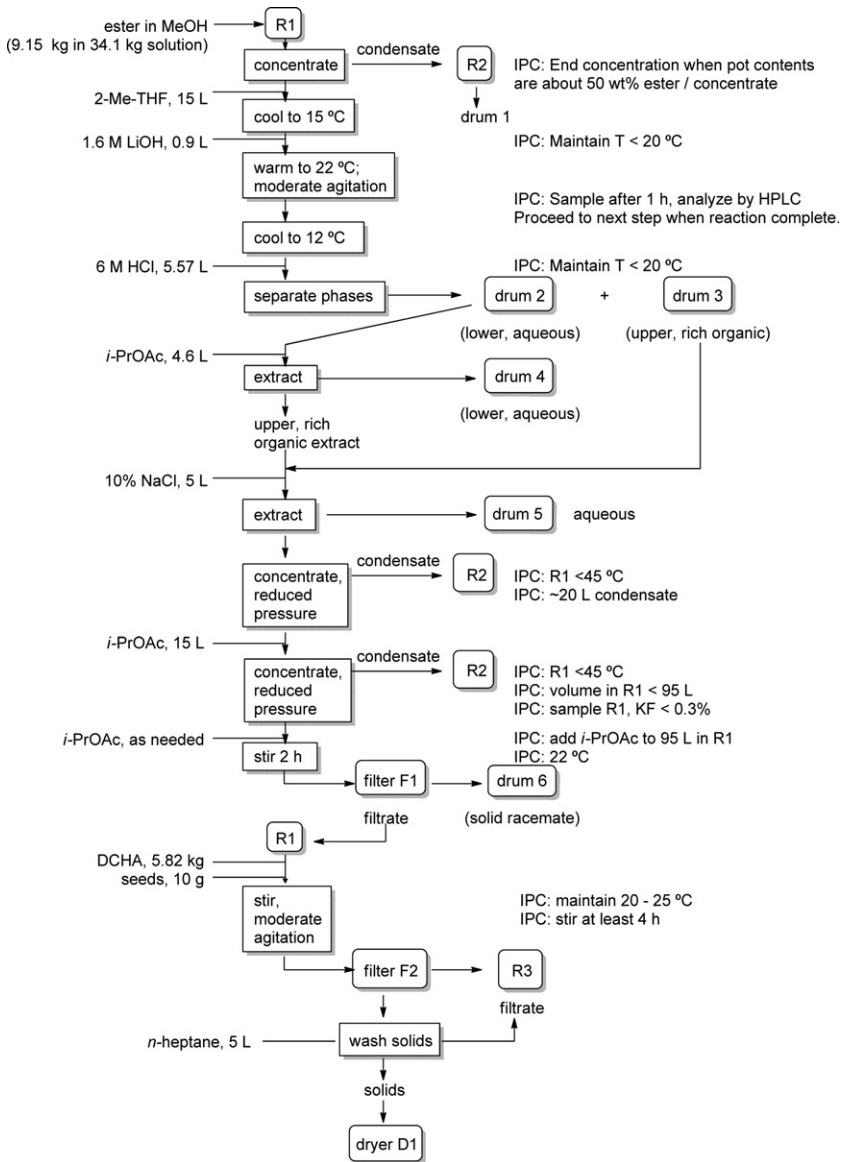 ester in MeOH
(9.15 kg in 34.1 kg solution)
R1
concentrate
condensate
R2
drum 1
IPC: End concentration when pot contents
are about 50 wt% ester / concentrate
2-Me-THF, 15 L
cool to 15 ºC
1.6 M LiOH, 0.9 L
IPC: Maintain T < 20 ºC
warm to 22 ºC;
moderate agitation
IPC: Sample after 1 h, analyze by HPLC
Proceed to next step when reaction complete.
cool to 12 ºC
6 M HCl, 5.57 L
IPC: Maintain T < 20 ºC
separate phases
drum 2
+
drum 3
(lower, aqueous)
(upper, rich organic)
i-PrOAc, 4.6 L
extract
drum 4
(lower, aqueous)
upper, rich
organic extract
10% NaCl, 5 L
extract
drum 5
aqueous
concentrate,
reduced
pressure
condensate
R2
IPC: R1 <45 ºC
IPC: ~20 L condensate
i-PrOAc, 15 L
concentrate,
reduced
pressure
condensate
R2
IPC: R1 <45 ºC
IPC: volume in R1 < 95 L
IPC: sample R1, KF < 0.3%
i-PrOAc, as needed
IPC: add i-PrOAc to 95 L in R1
IPC: 22 ºC
stir 2 h
filter F1
drum 6
filtrate
(solid racemate)
R1
DCHA, 5.82 kg
seeds, 10 g
stir,
moderate
agitation
IPC: maintain 20 - 25 ºC
IPC: stir at least 4 h
filter F2
R3
filtrate
n-heptane, 5 L
wash solids
solids
dryer D1